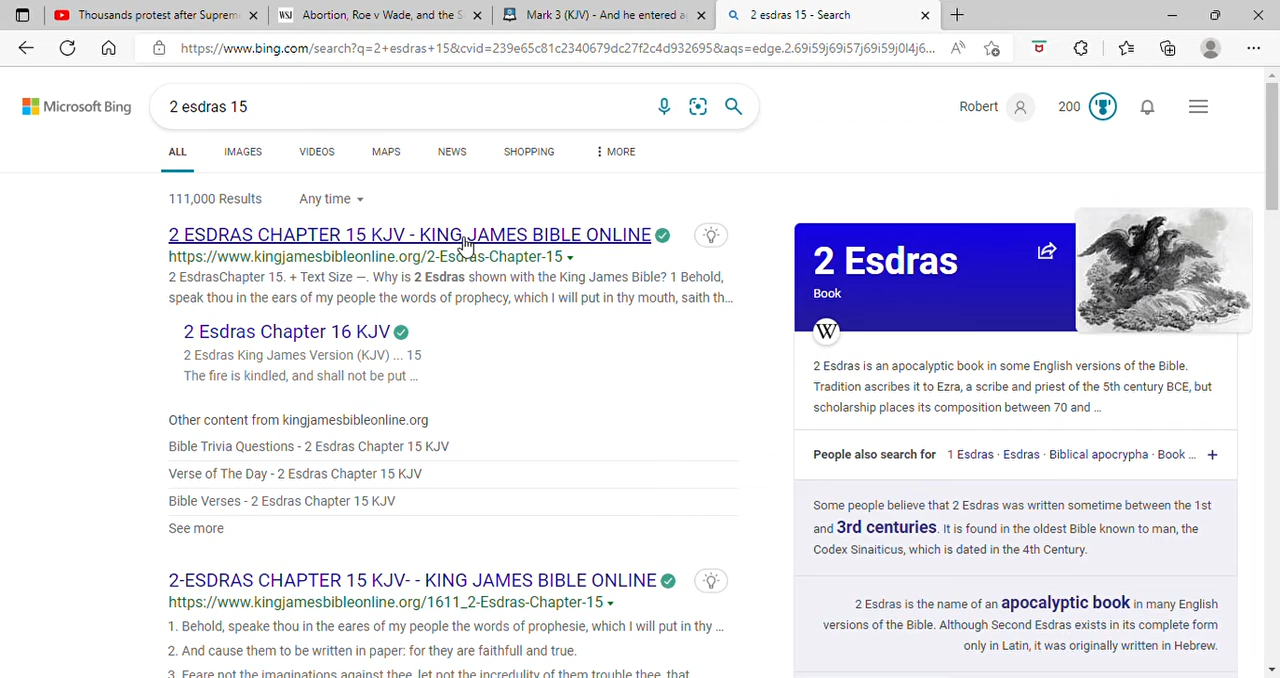 Thousands protest after Suprem
WSJ Abortion, Roe v Wade, and the S
Mark 3 (KJV) - And he entered a
2 esdras 15 - Search
https://www.bing.com/search?q=2+esdras+15&cvid=239e65c81c2340679dc27f2c4d932695&aqs=edge.2.69i59j69i57j69i59j0l4j6...
Microsoft Bing
2 esdras 15
Robert
200
ALL
IMAGES
VIDEOS
MAPS
NEWS
SHOPPING
MORE
111,000 Results
Any time
2 ESDRAS CHAPTER 15 KJV - KING JAMES BIBLE ONLINE
https://www.kingjamesbibleonline.org/2-Esdras-Chapter-15
2 EsdrasChapter 15. + Text Size —. Why is 2 Esdras shown with the King James Bible? 1 Behold,
speak thou in the ears of my people the words of prophecy, which I will put in thy mouth, saith th...
2 Esdras Chapter 16 KJV
2 Esdras King James Version (KJV) ... 15
The fire is kindled, and shall not be put ...
Other content from kingjamesbibleonline.org
Bible Trivia Questions - 2 Esdras Chapter 15 KJV
Verse of The Day - 2 Esdras Chapter 15 KJV
Bible Verses - 2 Esdras Chapter 15 KJV
See more
2-ESDRAS CHAPTER 15 KJV- - KING JAMES BIBLE ONLINE
https://www.kingjamesbibleonline.org/1611_2-Esdras-Chapter-15
1. Behold, speake thou in the eares of my people the words of prophesie, which I will put in thy ...
2. And cause them to be written in paper: for they are faithfull and true.
3. Feare not the imaginations against thee, let not the incredulity of them trouble thee, that
2 Esdras
Book
W
2 Esdras is an apocalyptic book in some English versions of the Bible.
Tradition ascribes it to Ezra, a scribe and priest of the 5th century BCE, but
scholarship places its composition between 70 and ...
People also search for 1 Esdras · Esdras · Biblical apocrypha · Book ... +
Some people believe that 2 Esdras was written sometime between the 1st
and 3rd centuries. It is found in the oldest Bible known to man, the
Codex Sinaiticus, which is dated in the 4th Century.
2 Esdras is the name of an apocalyptic book in many English
versions of the Bible. Although Second Esdras exists in its complete form
only in Latin, it was originally written in Hebrew.